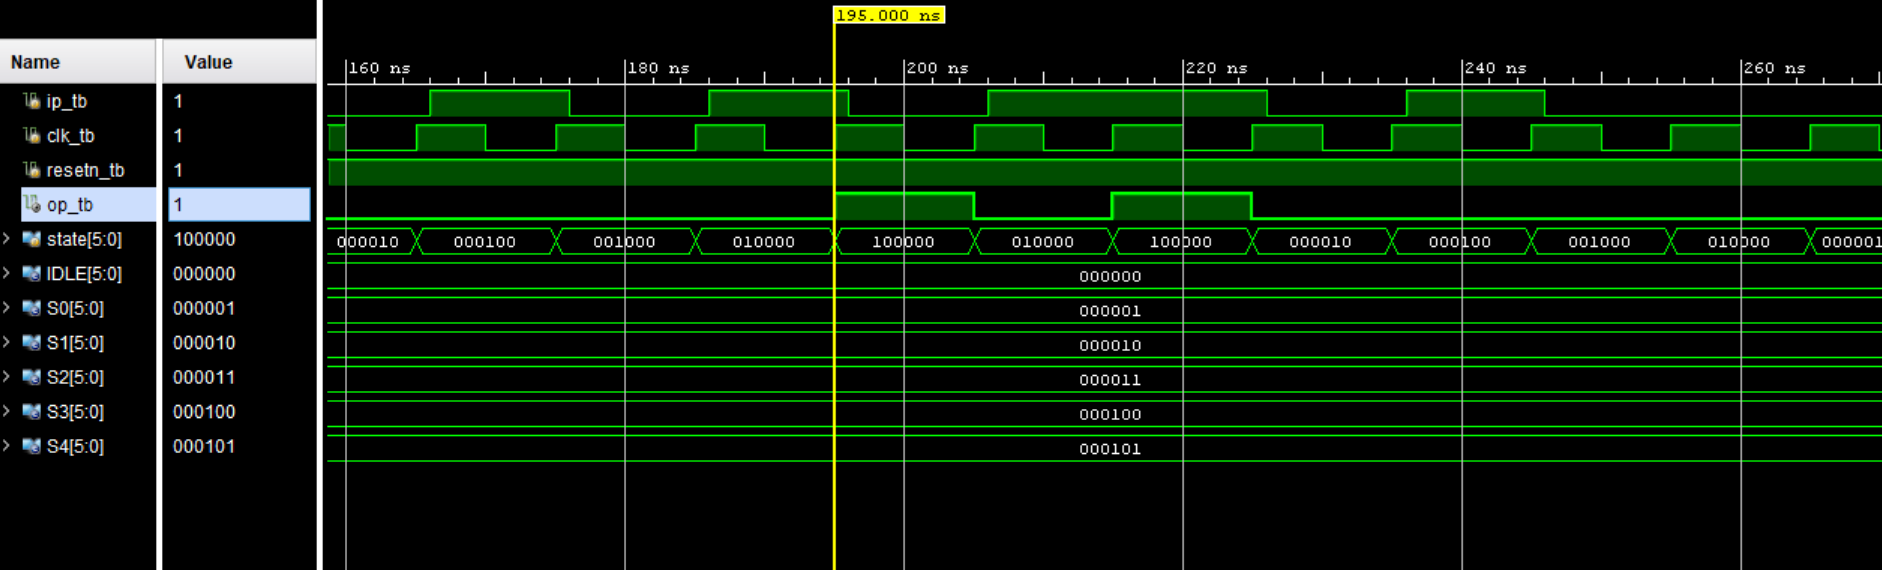 195.000 ns
Name Value
160 ns 180 ns 200 ns 220 ns 240 ns 260 ns
ip_tb 1
clk_tb 1
resetn_tb 1
op_tb 1
state[5:0] 100000 000010 000100 001000 010000 100000 010000 100000 000010 000100 001000 010000 000001
IDLE[5:0] 000000 000000
S0[5:0] 000001 000001
S1[5:0] 000010 000010
S2[5:0] 000011 000011
S3[5:0] 000100 000100
S4[5:0] 000101 000101